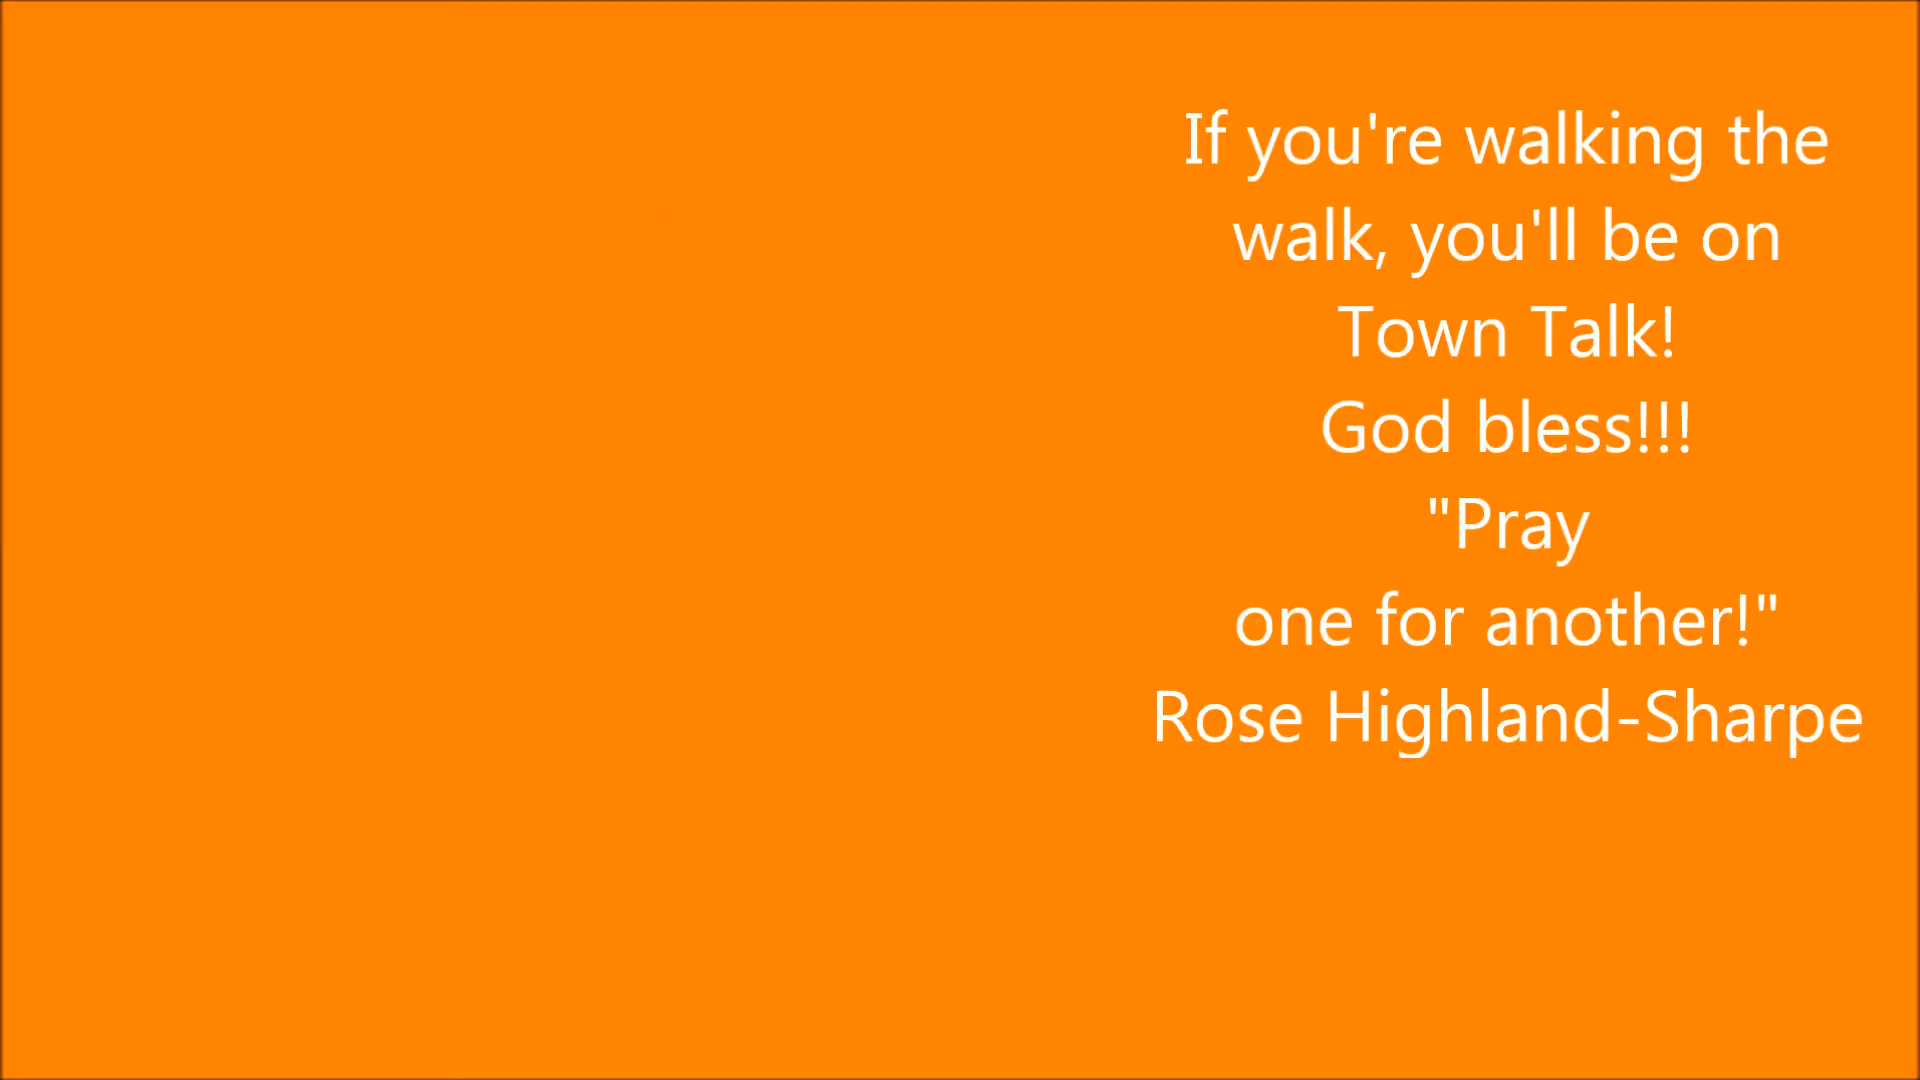 If you're walking the
walk, you'll be on
Town Talk!
God bless!!!
"Pray
one for another!"
Rose Highland-Sharpe